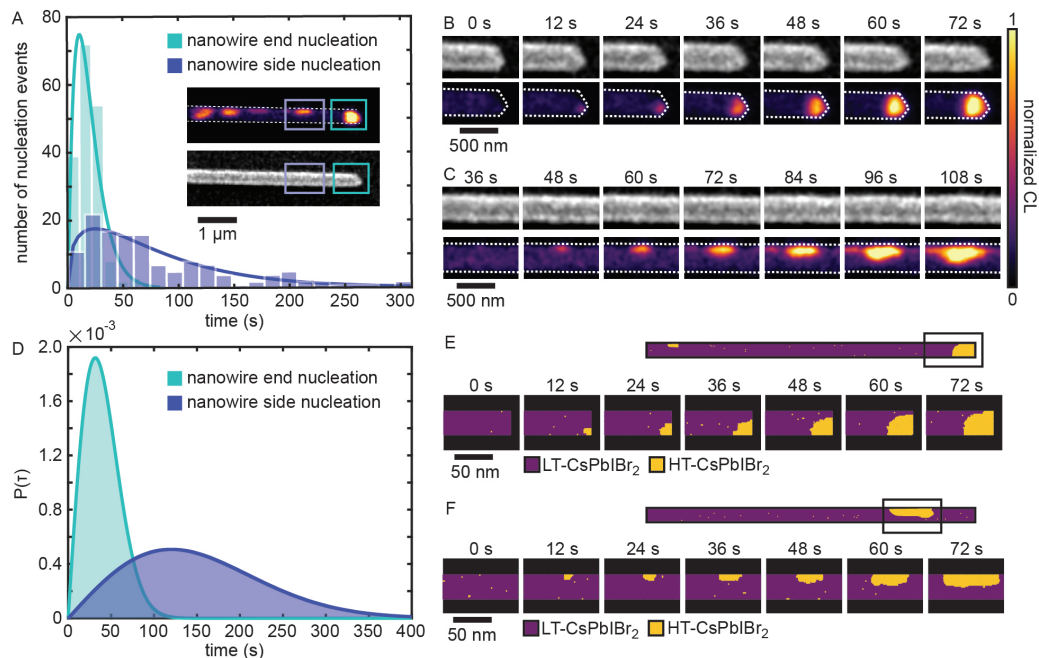 A
number of nucleation events
80
70
60
50
40
30
20
10
0
0 50 100 150 200 250 300
time (s)
nanowire end nucleation
nanowire side nucleation
1 µm
B
0 s 12 s 24 s 36 s 48 s 60 s 72 s
500 nm
C
36 s 48 s 60 s 72 s 84 s 96 s 108 s
500 nm
1
normalized CL
0
D
×10⁻³
P(τ)
2.0
1.6
1.2
0.8
0.4
0
0 50 100 150 200 250 300 350 400
time (s)
nanowire end nucleation
nanowire side nucleation
E
0 s 12 s 24 s 36 s 48 s 60 s 72 s
50 nm
LT-CsPbIBr₂ HT-CsPbIBr₂
F
0 s 12 s 24 s 36 s 48 s 60 s 72 s
50 nm
LT-CsPbIBr₂ HT-CsPbIBr₂